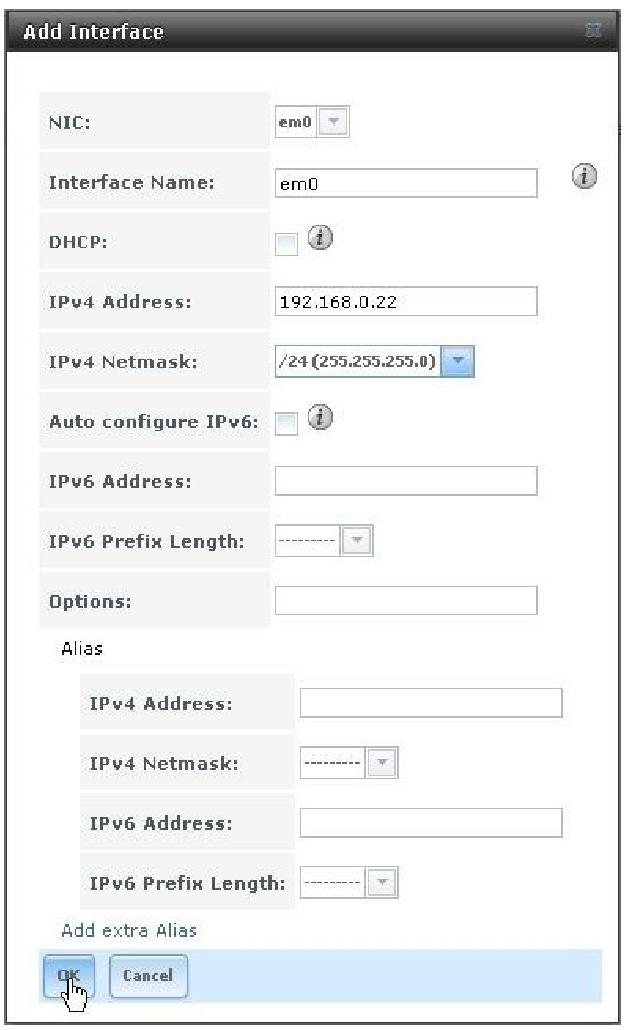 Add Interface
NIC: em0
Interface Name: em0
DHCP:
IPv4 Address: 192.168.0.22
IPv4 Netmask: /24 (255.255.255.0)
Auto configure IPv6:
IPv6 Address:
IPv6 Prefix Length: ---------
Options:
Alias
IPv4 Address:
IPv4 Netmask: ---------
IPv6 Address:
IPv6 Prefix Length: ---------
Add extra Alias
OK Cancel